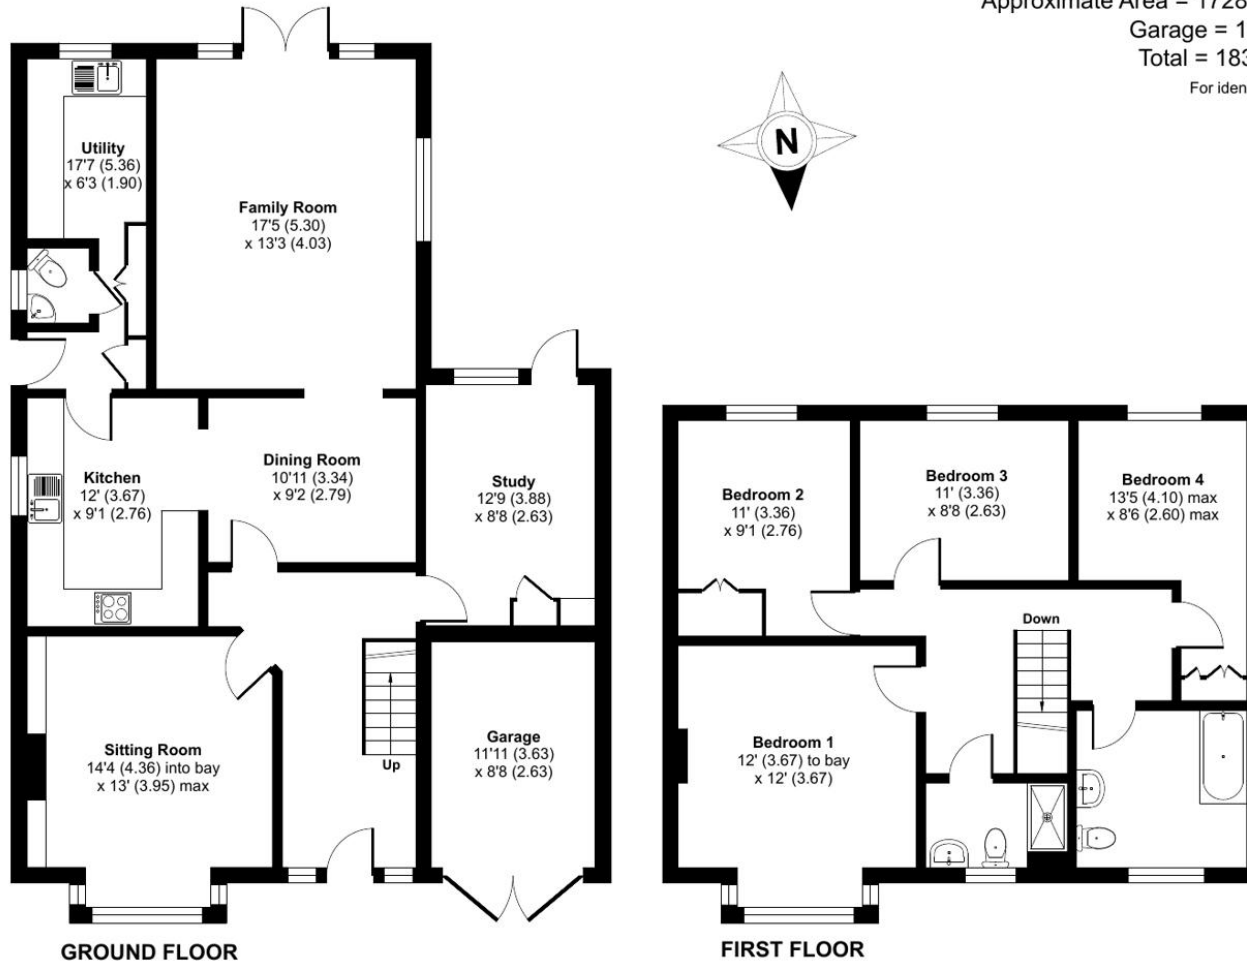 Approximate Area = 1728
Garage = 1
Total = 183
For iden
N
Utility
17'7 (5.36)
x 6'3 (1.90)
Family Room
17'5 (5.30)
x 13'3 (4.03)
Kitchen
12' (3.67)
x 9'1 (2.76)
Dining Room
10'11 (3.34)
x 9'2 (2.79)
Study
12'9 (3.88)
x 8'8 (2.63)
Sitting Room
14'4 (4.36) into bay
x 13' (3.95) max
Up
Garage
11'11 (3.63)
x 8'8 (2.63)
GROUND FLOOR
Bedroom 2
11' (3.36)
x 9'1 (2.76)
Bedroom 3
11' (3.36)
x 8'8 (2.63)
Bedroom 4
13'5 (4.10) max
x 8'6 (2.60) max
Down
Bedroom 1
12' (3.67) to bay
x 12' (3.67)
FIRST FLOOR